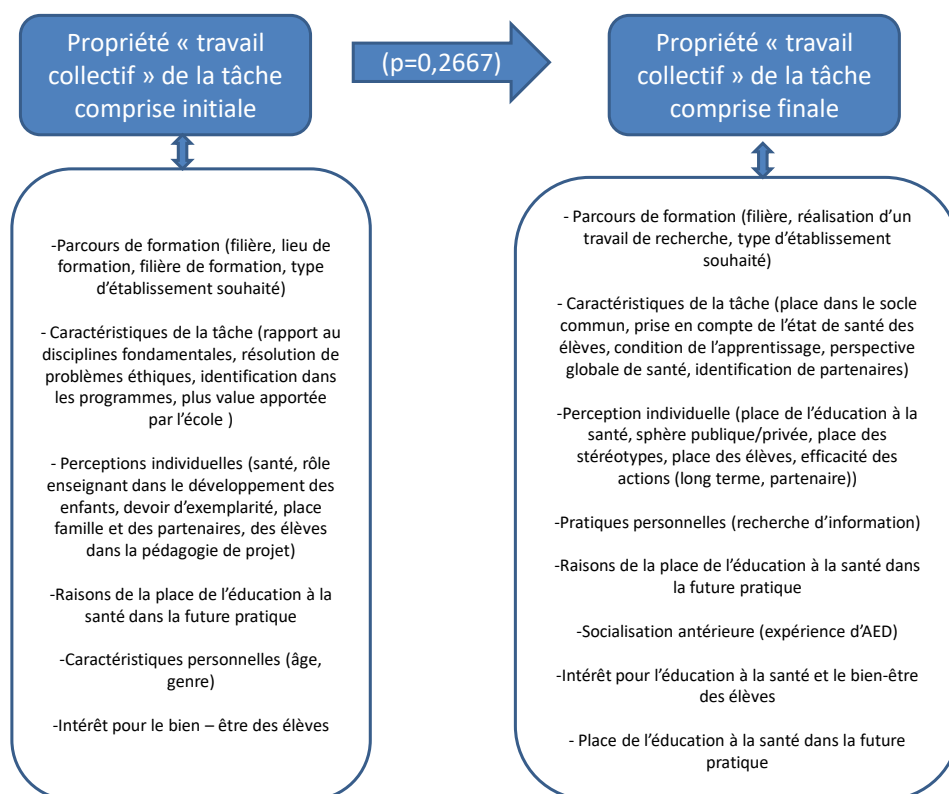 Propriété « travail
collectif » de la tâche
comprise initiale
(p=0,2667)
Propriété « travail
collectif » de la tâche
comprise finale
-Parcours de formation (filière, lieu de
formation, filière de formation, type
d’établissement souhaité)
- Caractéristiques de la tâche (rapport au
disciplines fondamentales, résolution de
problèmes éthiques, identification dans
les programmes, plus value apportée
par l’école )
- Perceptions individuelles (santé, rôle
enseignant dans le développement des
enfants, devoir d’exemplarité, place
famille et des partenaires, des élèves
dans la pédagogie de projet)
-Raisons de la place de l’éducation à la
santé dans la future pratique
-Caractéristiques personnelles (âge,
genre)
-Intérêt pour le bien – être des élèves
- Parcours de formation (filière, réalisation d’un
travail de recherche, type d’établissement
souhaité)
- Caractéristiques de la tâche (place dans le socle
commun, prise en compte de l’état de santé des
élèves, condition de l’apprentissage, perspective
globale de santé, identification de partenaires)
-Perception individuelle (place de l’éducation à la
santé, sphère publique/privée, place des
stéréotypes, place des élèves, efficacité des
actions (long terme, partenaire))
-Pratiques personnelles (recherche d’information)
-Raisons de la place de l’éducation à la santé dans
la future pratique
-Socialisation antérieure (expérience d’AED)
-Intérêt pour l’éducation à la santé et le bien-être
des élèves
- Place de l’éducation à la santé dans la future
pratique